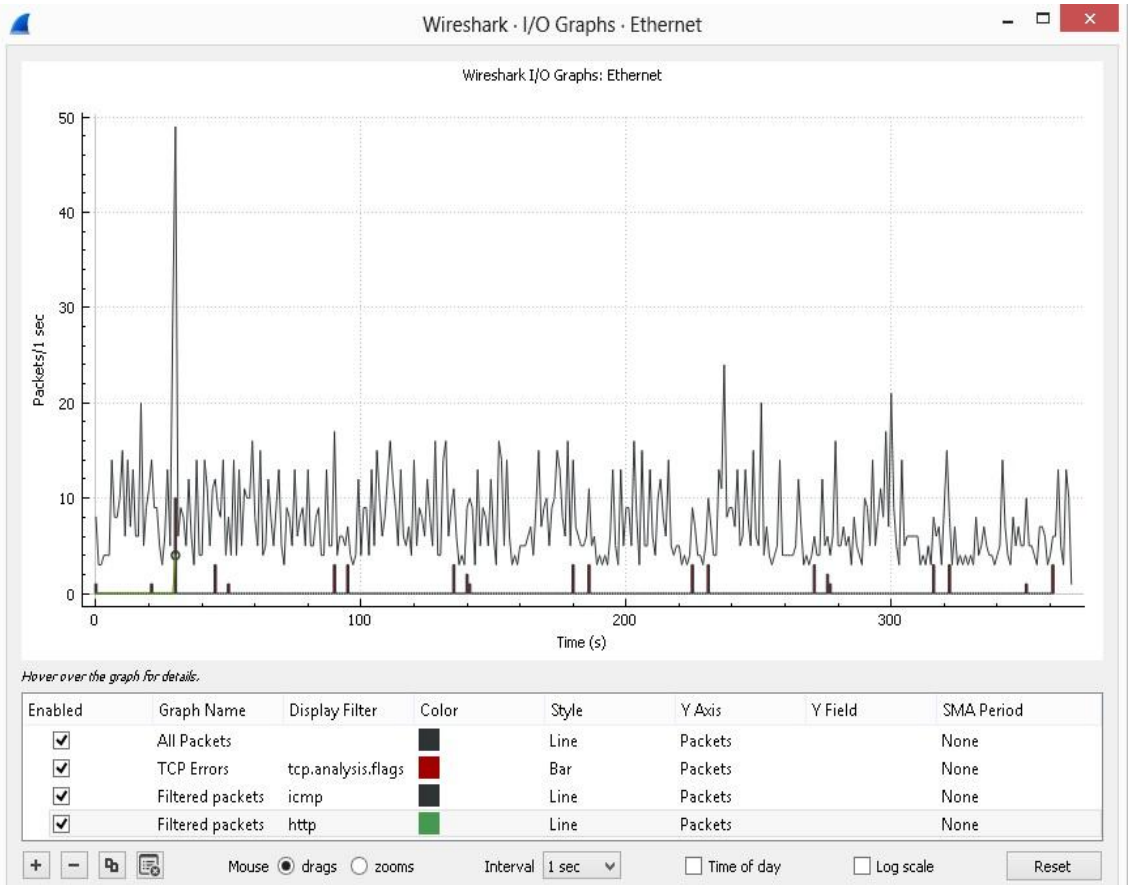 Wireshark · I/O Graphs · Ethernet
Wireshark I/O Graphs: Ethernet
Packets/1 sec
50
40
30
20
10
0
0 100 200 300
Time (s)
Hover over the graph for details.
Enabled Graph Name Display Filter Color Style Y Axis Y Field SMA Period
All Packets Line Packets None
TCP Errors tcp.analysis.flags Bar Packets None
Filtered packets icmp Line Packets None
Filtered packets http Line Packets None
Mouse drags zooms Interval 1 sec Time of day Log scale Reset